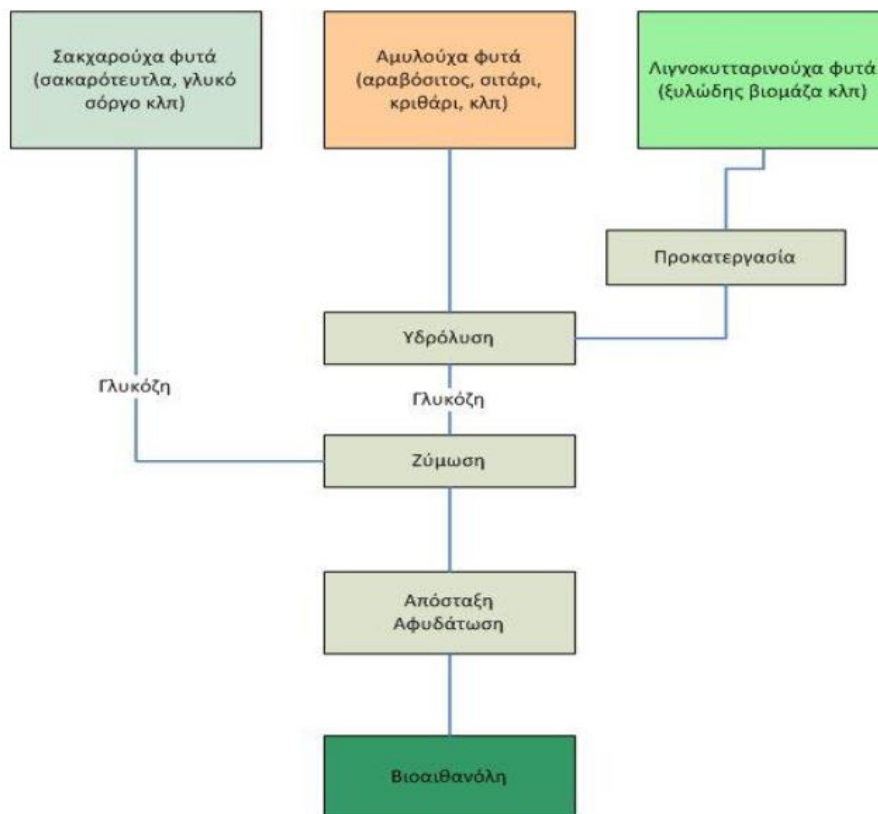 Σακχαρούχα φυτά
(σακαρότευτλα, γλυκό
σόργο κλπ)
Αμυλούχα φυτά
(αραβόσιτος, σιτάρι,
κριθάρι, κλπ)
Λιγνοκυτταρινούχα φυτά
(ξυλώδης βιομάζα κλπ)
Προκατεργασία
Υδρόλυση
Γλυκόζη
Γλυκόζη
Ζύμωση
Απόσταξη
Αφυδάτωση
Βιοαιθανόλη